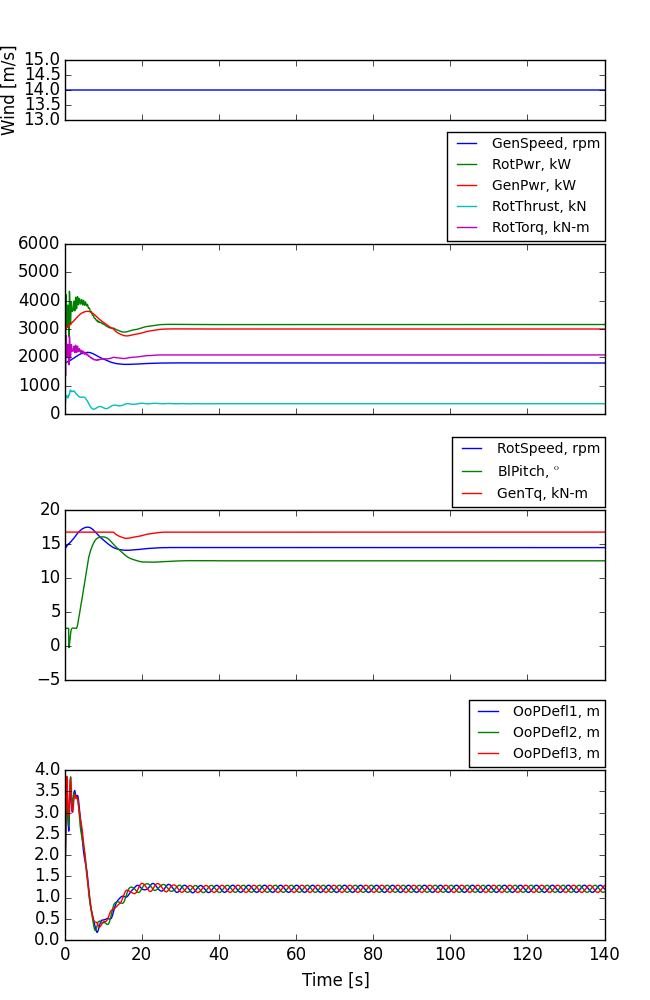 Wind [m/s]
15.0
14.5
14.0
13.5
13.0
GenSpeed, rpm
RotPwr, kW
GenPwr, kW
RotThrust, kN
RotTorq, kN-m
6000
5000
4000
3000
2000
1000
0
RotSpeed, rpm
BlPitch, °
GenTq, kN-m
20
15
10
5
0
−5
OoPDefl1, m
OoPDefl2, m
OoPDefl3, m
4.0
3.5
3.0
2.5
2.0
1.5
1.0
0.5
0.0
0 20 40 60 80 100 120 140
Time [s]